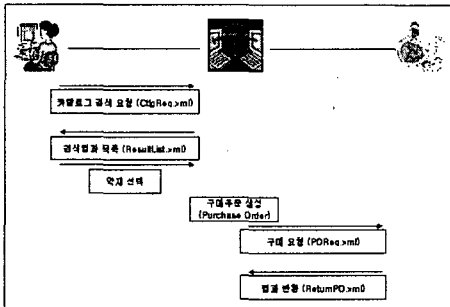 카탈로그 검색 요청 (CtlgReq.xml)
검색결과 목록 (ResultList.xml)
약재 선택
구매주문 생성
(Purchase Order)
구매 요청 (POReq.xml)
결과 반환 (ReturnPO.xml)